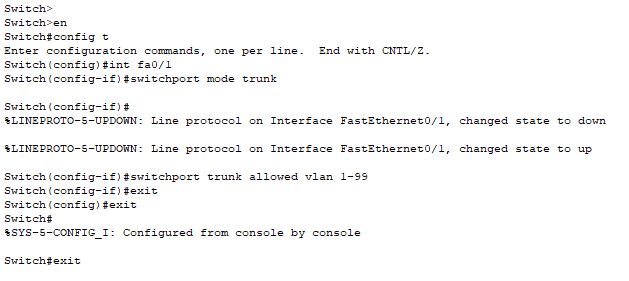 Switch>
Switch>en
Switch#config t
Enter configuration commands, one per line.  End with CNTL/Z.
Switch(config)#int fa0/1
Switch(config-if)#switchport mode trunk
Switch(config-if)#
%LINEPROTO-5-UPDOWN: Line protocol on Interface FastEthernet0/1, changed state to down
%LINEPROTO-5-UPDOWN: Line protocol on Interface FastEthernet0/1, changed state to up
Switch(config-if)#switchport trunk allowed vlan 1-99
Switch(config-if)#exit
Switch(config)#exit
Switch#
%SYS-5-CONFIG_I: Configured from console by console
Switch#exit